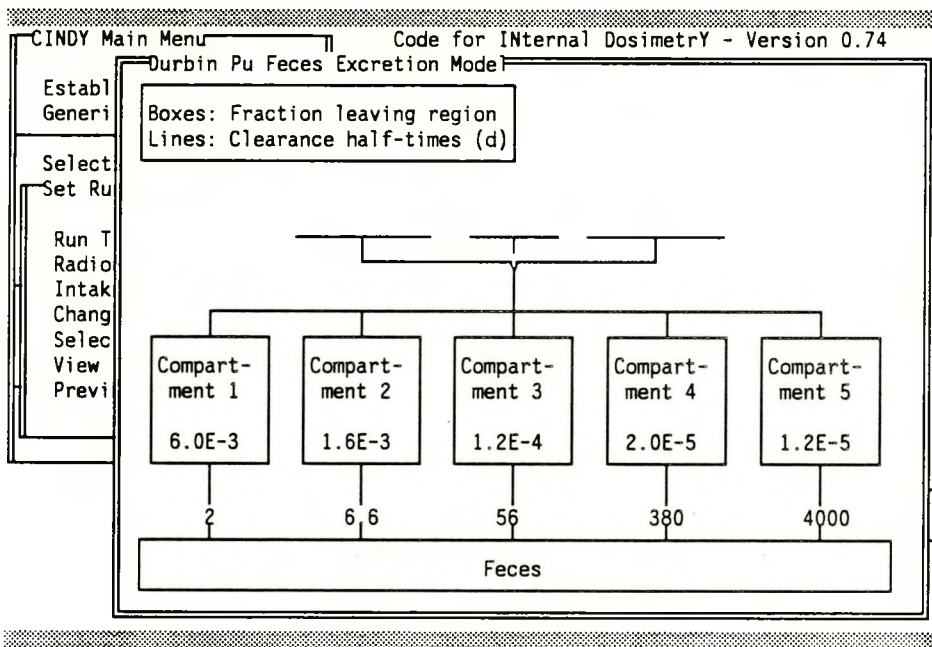 CINDY Main Menu
Code for INternal DosimetrY - Version 0.74
Durbin Pu Feces Excretion Model
Establ
Generi
Boxes: Fraction leaving region
Lines: Clearance half-times (d)
Select
Set Ru
Run T
Radio
Intak
Chang
Selec
View
Previ
Compart-
ment 1
6.0E-3
Compart-
ment 2
1.6E-3
Compart-
ment 3
1.2E-4
Compart-
ment 4
2.0E-5
Compart-
ment 5
1.2E-5
2 6.6 56 380 4000
Feces